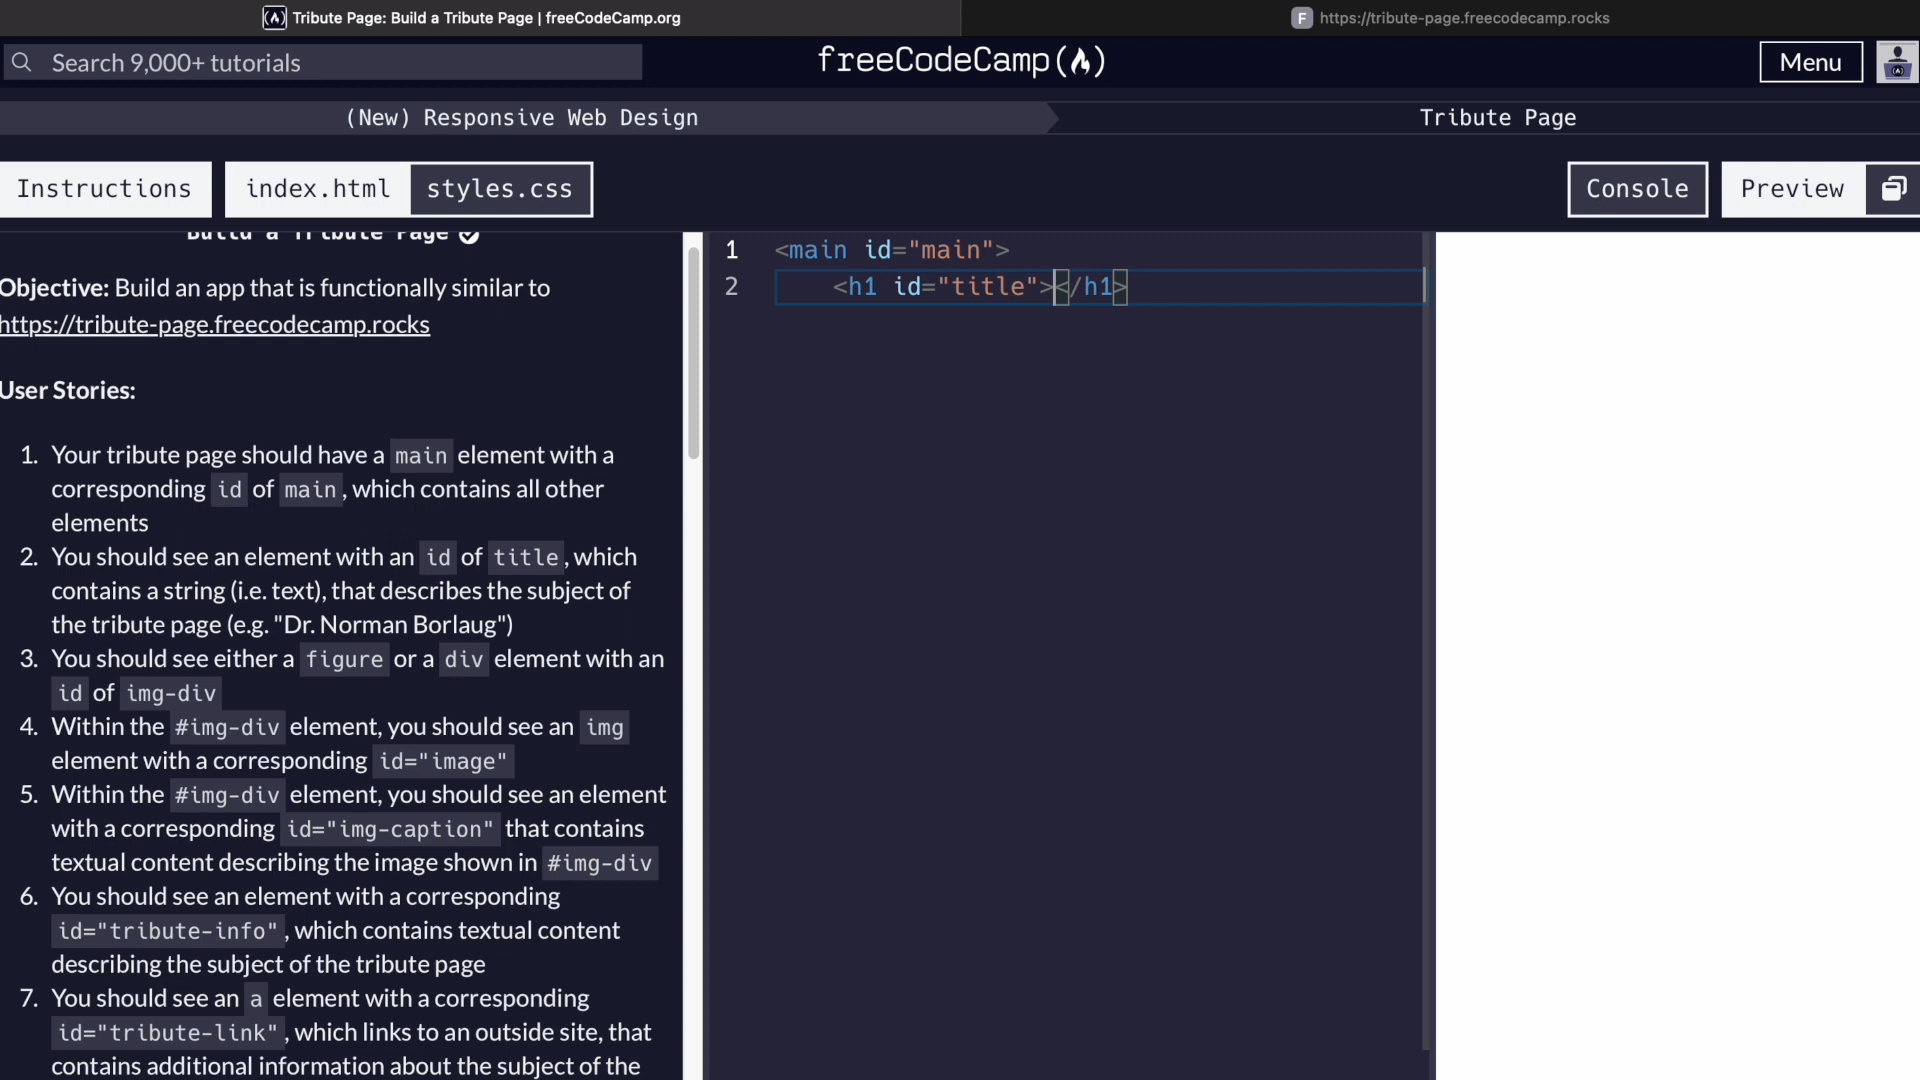 Tribute Page: Build a Tribute Page | freeCodeCamp.org
F https://tribute-page.freecodecamp.rocks
Search 9,000+ tutorials
freeCodeCamp(🔥)
Menu
(New) Responsive Web Design
Tribute Page
Instructions
index.html
styles.css
Console
Preview
Build a Tribute Page
Objective: Build an app that is functionally similar to
https://tribute-page.freecodecamp.rocks
User Stories:
1. Your tribute page should have a main element with a
corresponding id of main, which contains all other
elements
2. You should see an element with an id of title, which
contains a string (i.e. text), that describes the subject of
the tribute page (e.g. "Dr. Norman Borlaug")
3. You should see either a figure or a div element with an
id of img-div
4. Within the #img-div element, you should see an img
element with a corresponding id="image"
5. Within the #img-div element, you should see an element
with a corresponding id="img-caption" that contains
textual content describing the image shown in #img-div
6. You should see an element with a corresponding
id="tribute-info", which contains textual content
describing the subject of the tribute page
7. You should see an a element with a corresponding
id="tribute-link", which links to an outside site, that
contains additional information about the subject of the
1 <main id="main">
2 <h1 id="title"></h1>